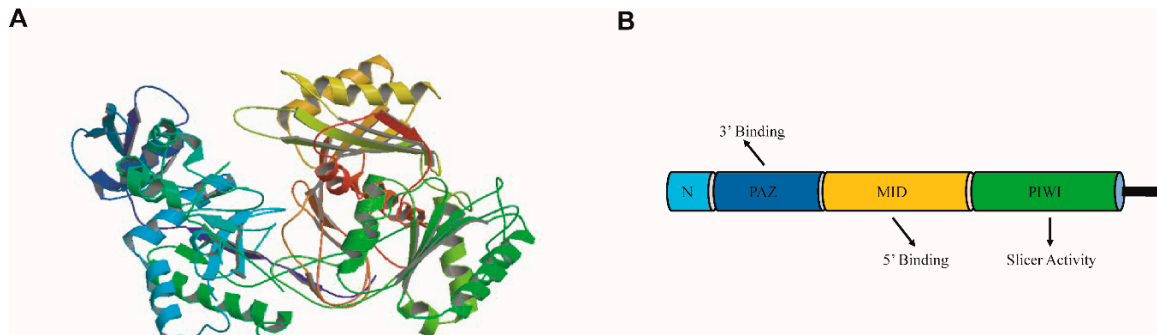 A
B
3’ Binding
N PAZ MID PIWI
5’ Binding Slicer Activity